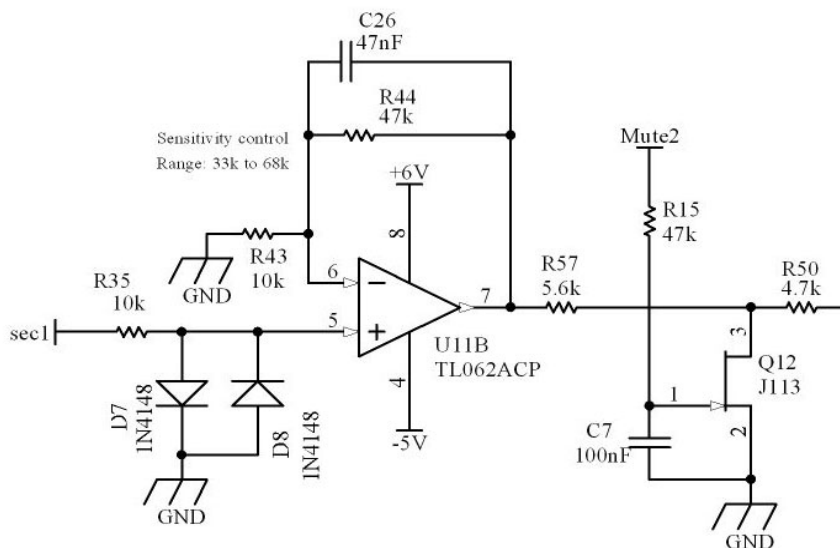 C26
47nF
R44
47k
Sensitivity control
Range: 33k to 68k
Mute2
+6V
8
R15
47k
R43
10k
6
GND
R35
10k
7
R57
5.6k
R50
4.7k
sec1
5
3
U11B
TL062ACP
Q12
J113
4
1
D7
1N4148
D8
1N4148
-5V
C7
100nF
2
GND
GND